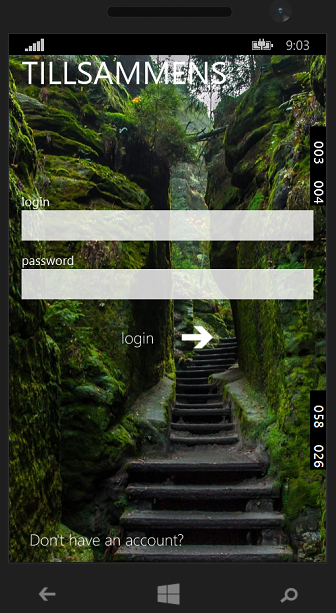 9:03
TILLSAMMENS
003 004
login
password
login
058 026
Don't have an account?